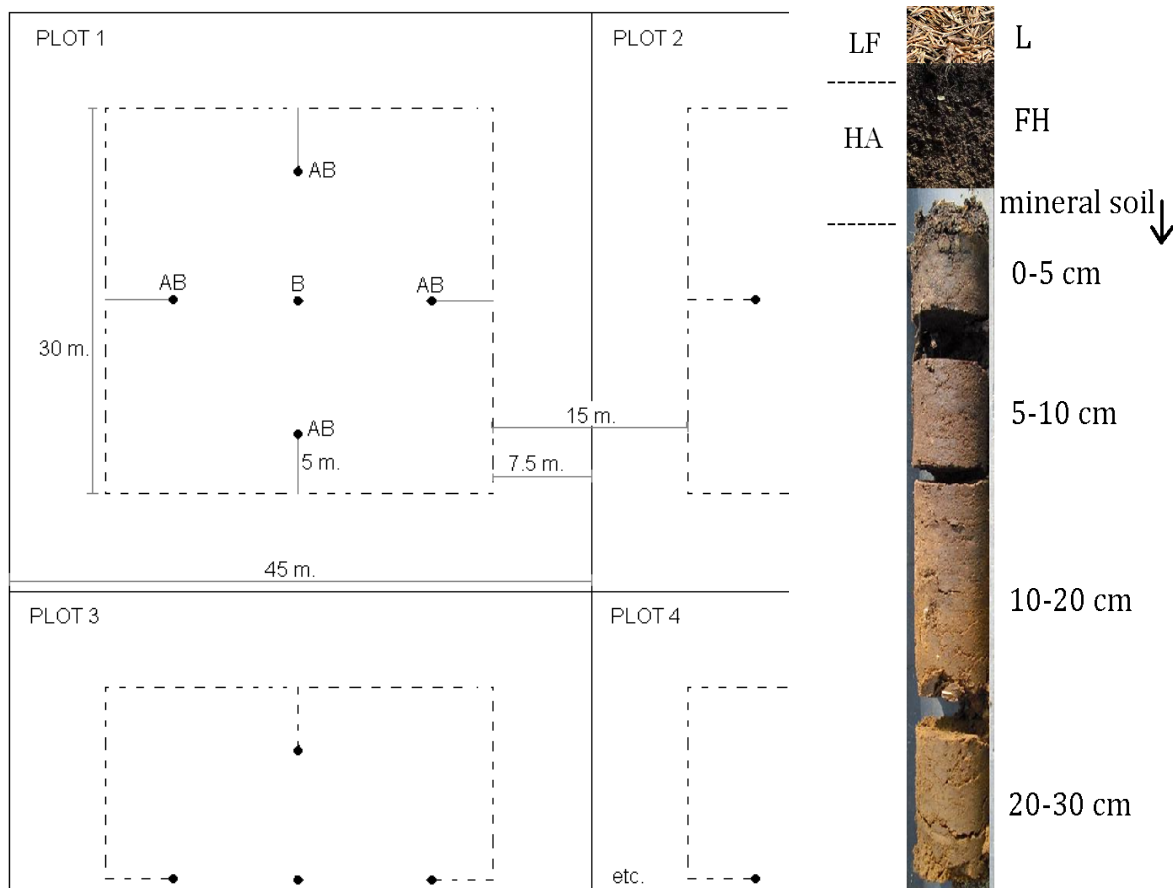 PLOT 1
PLOT 2
AB
AB
B
AB
30 m.
AB
5 m.
15 m.
7.5 m.
45 m.
PLOT 3
PLOT 4
etc.
LF
L
HA
FH
mineral soil
0-5 cm
5-10 cm
10-20 cm
20-30 cm